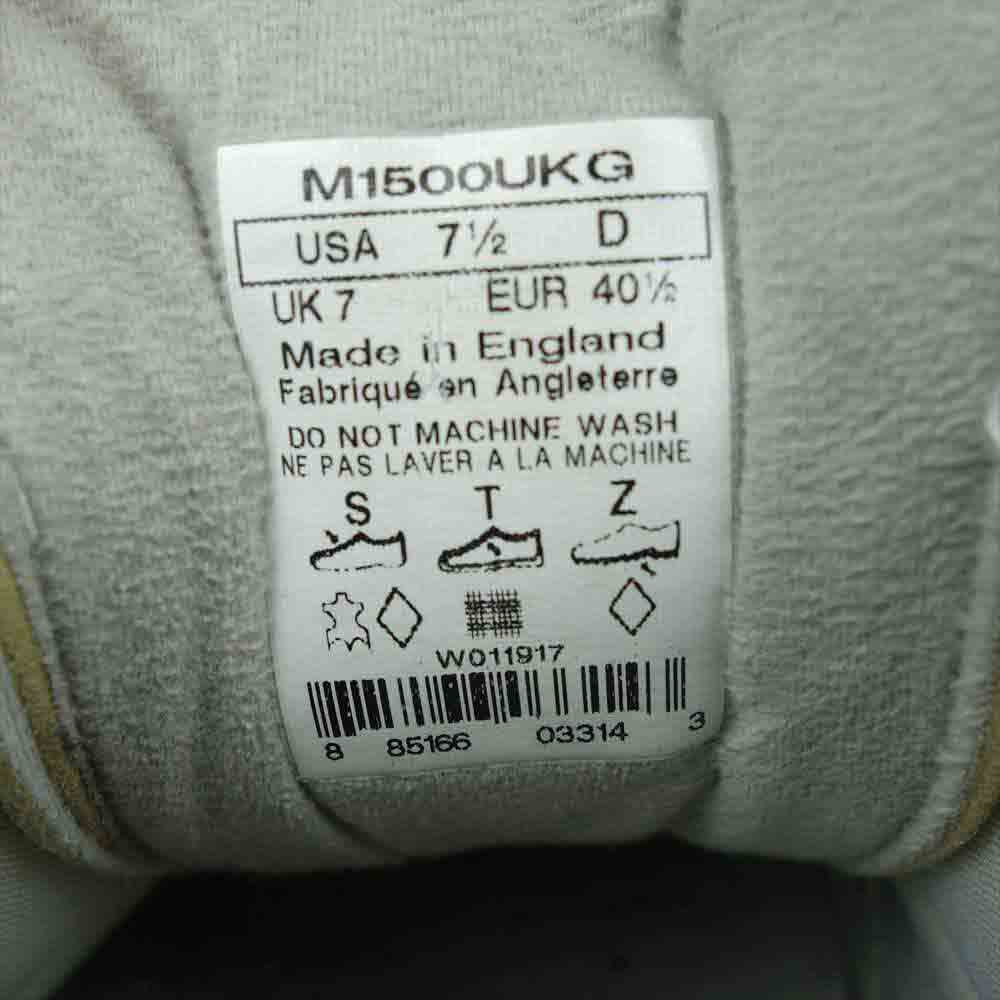 M1500UKG
USA 7½ D
UK 7 EUR 40½
Made in England
Fabriqué en Angleterre
DO NOT MACHINE WASH
NE PAS LAVER A LA MACHINE
S T Z
W011917
8 85166 03314 3